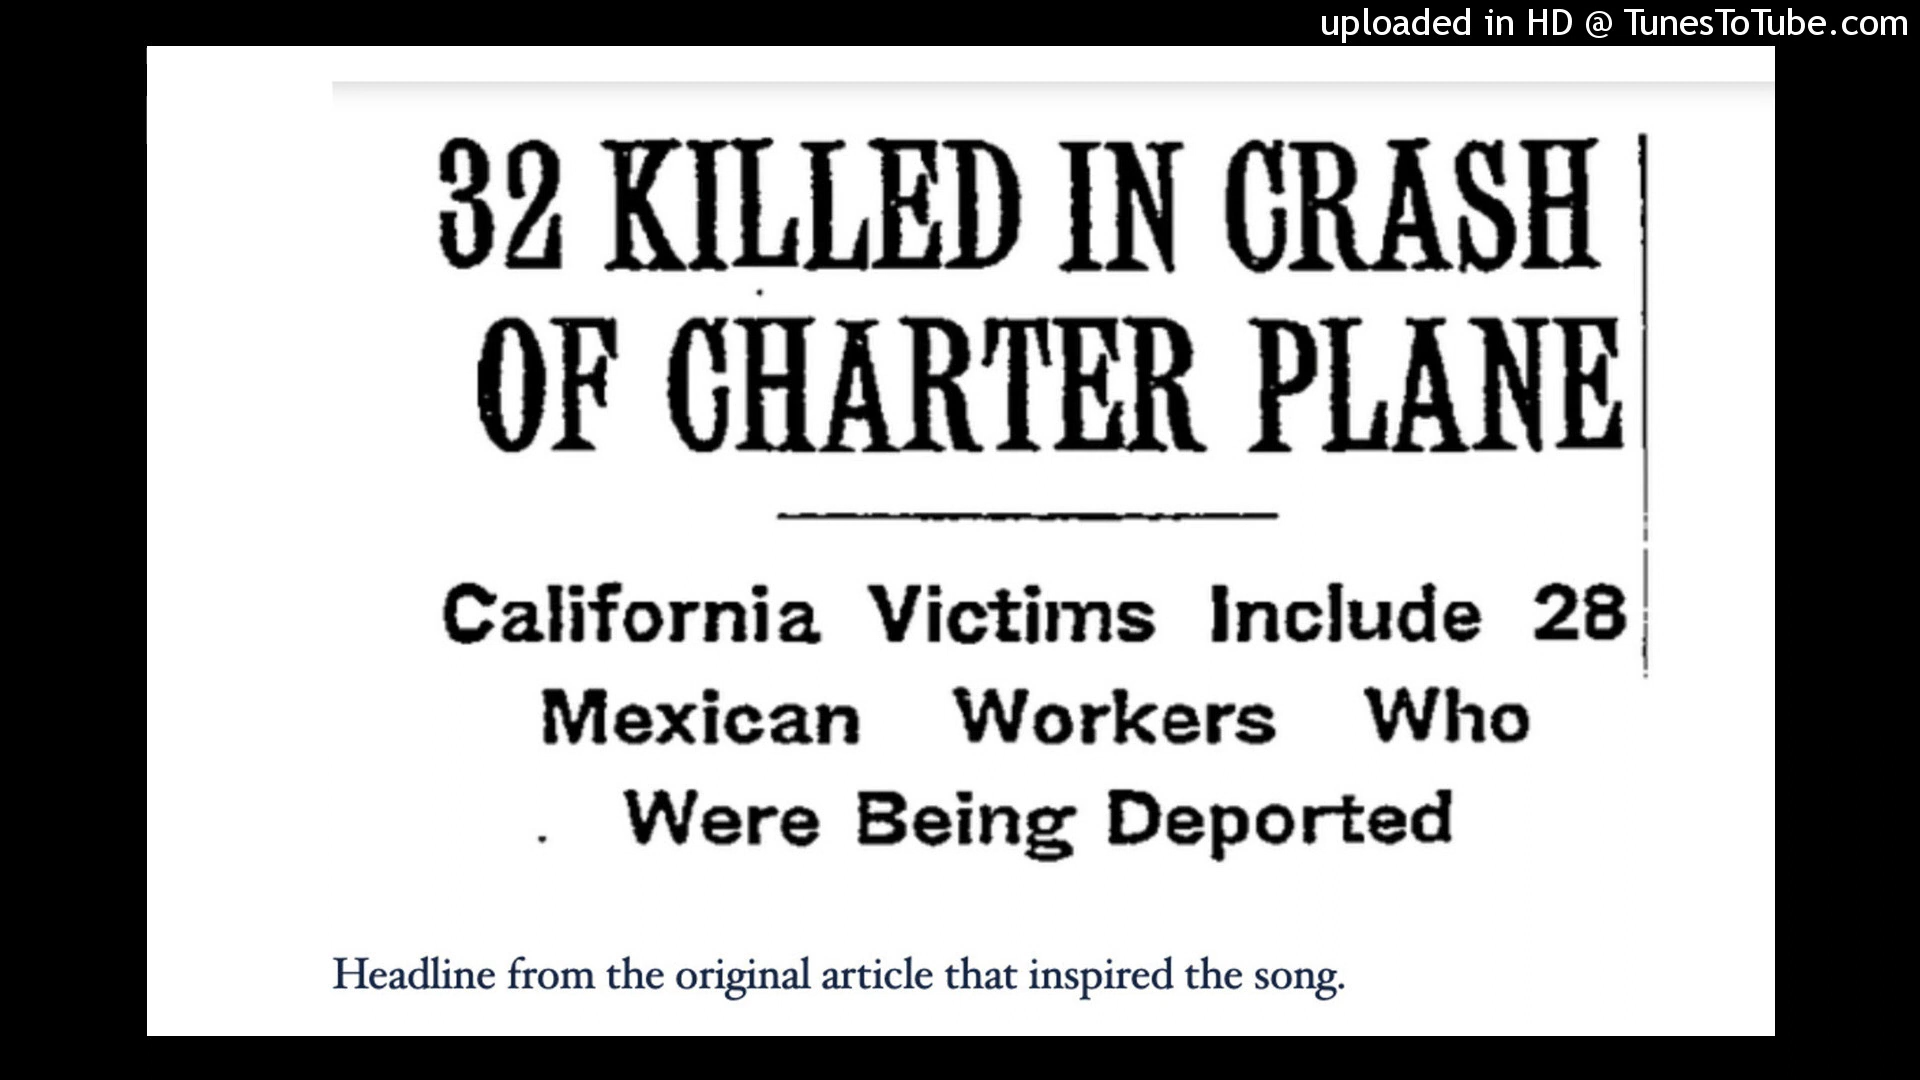 uploaded in HD @ TunesToTube.com
32 KILLED IN CRASH
OF CHARTER PLANE
California Victims Include 28
Mexican Workers Who
Were Being Deported
Headline from the original article that inspired the song.